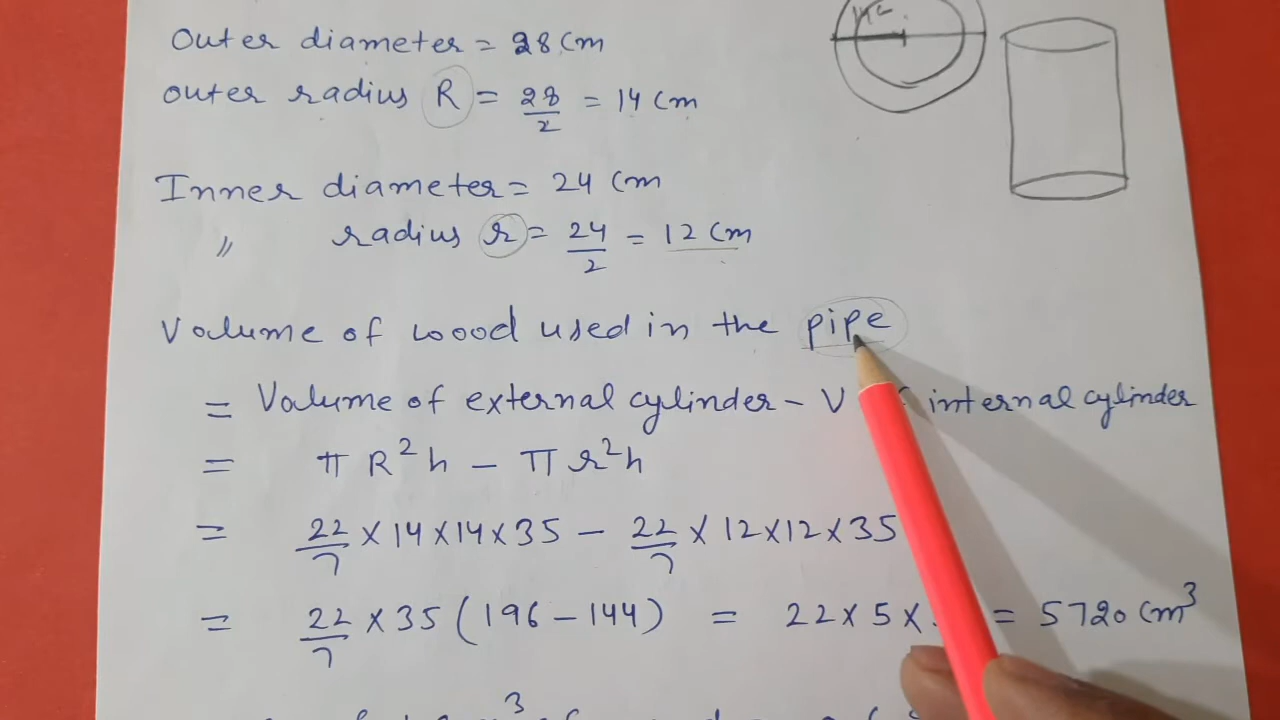 Outer diameter = 28 cm
outer radius R = 28/2 = 14 cm
Inner diameter = 24 cm
〃 radius r = 24/2 = 12 cm
Volume of wood used in the pipe
= Volume of external cylinder - V internal cylinder
= π R²h - π r²h
= 22/7 × 14 × 14 × 35 - 22/7 × 12 × 12 × 35
= 22/7 × 35 (196 - 144) = 22 × 5 × = 5720 cm³